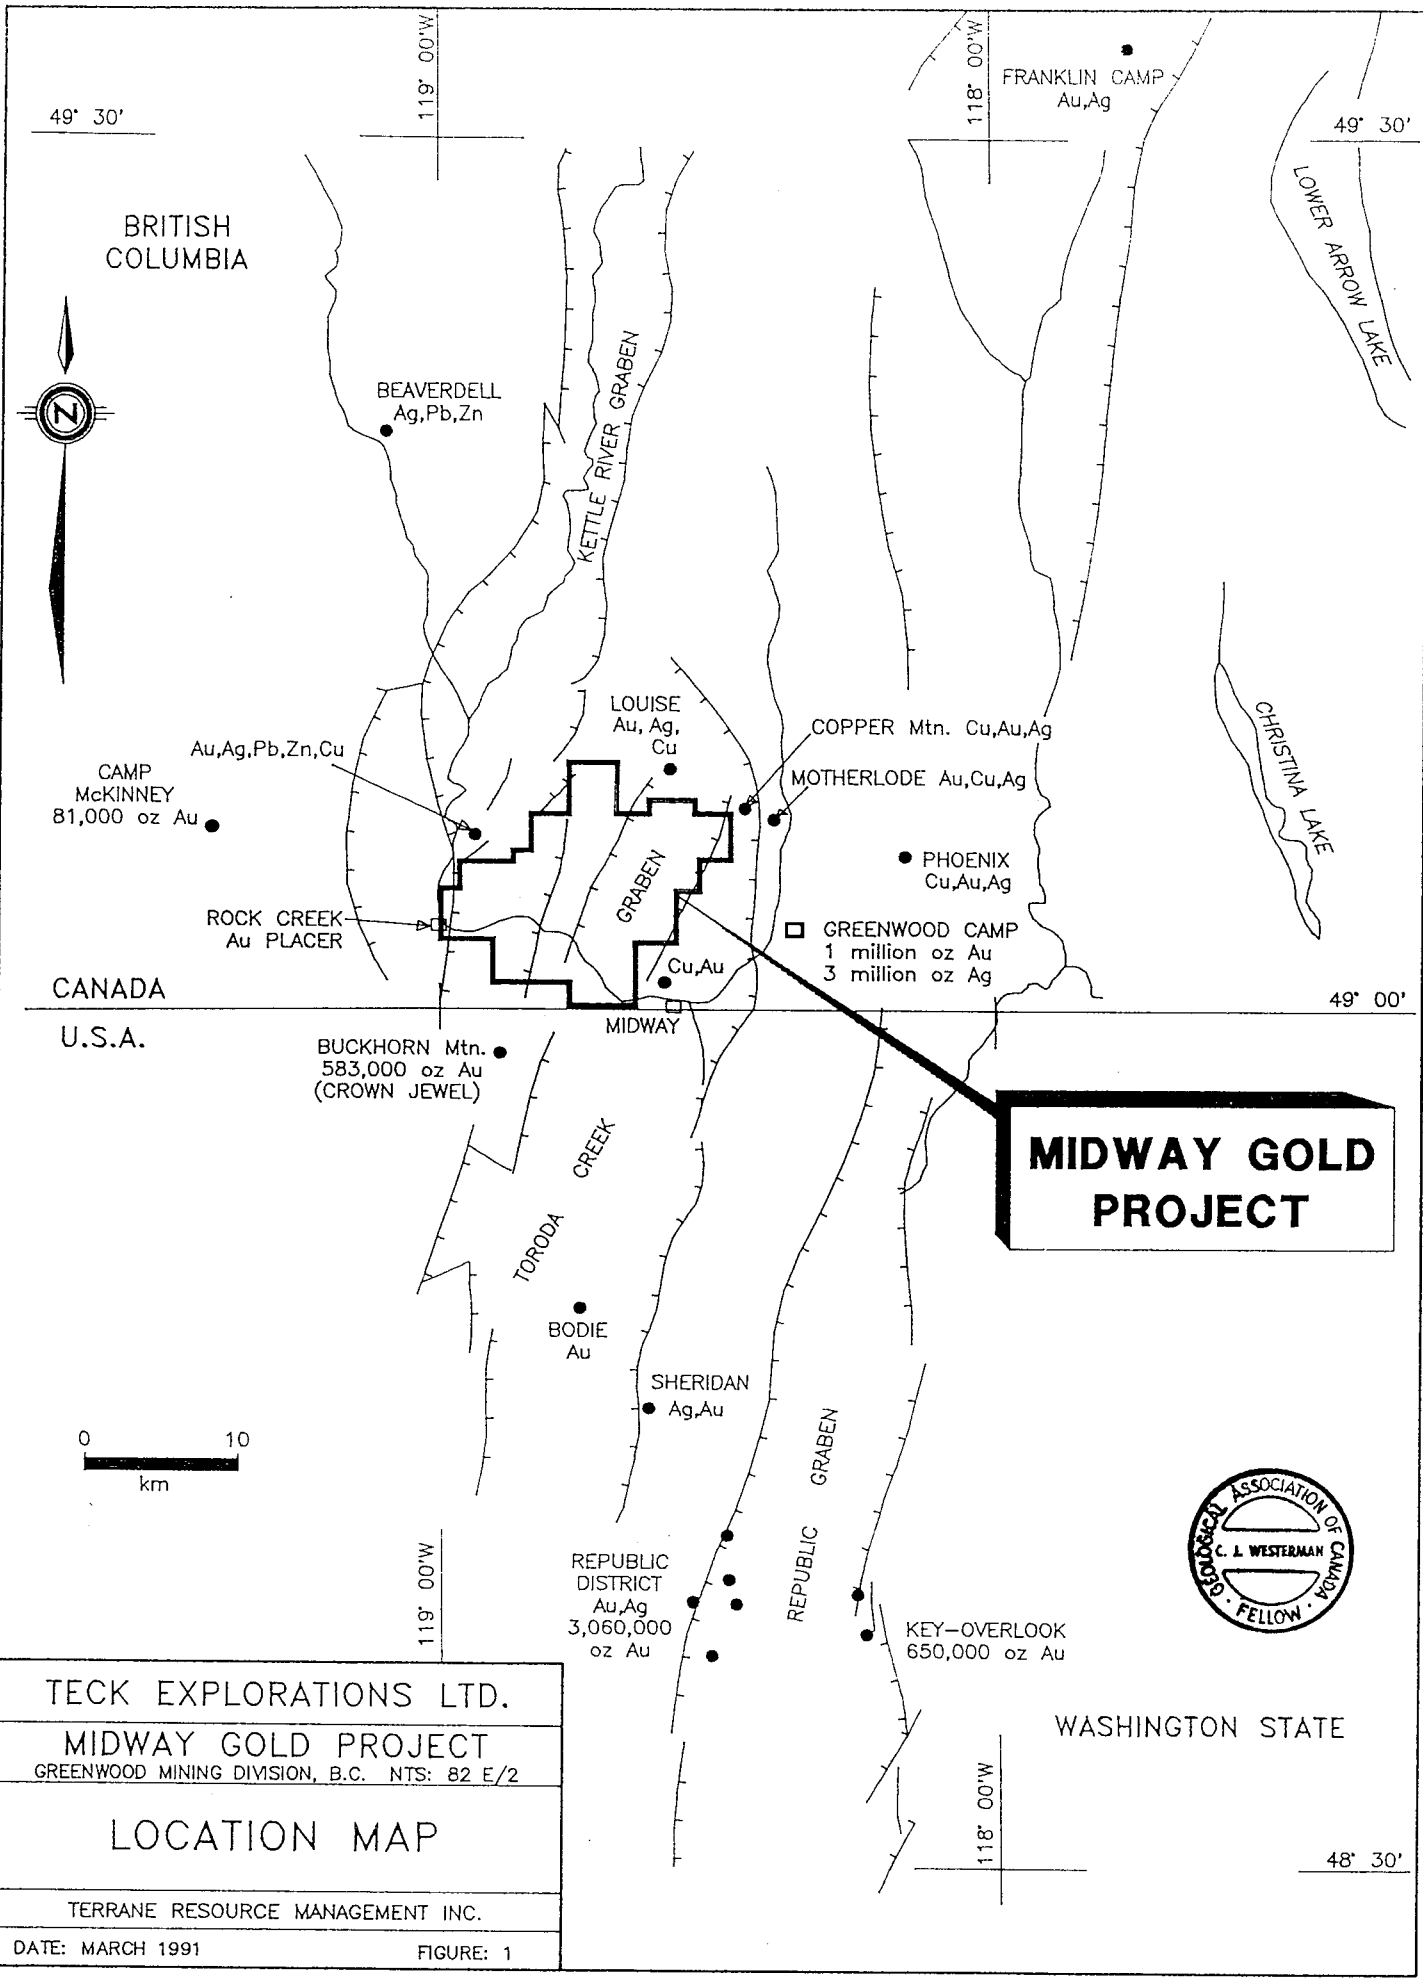 119° 00'W
118° 00'W
FRANKLIN CAMP
Au,Ag
49° 30'
49° 30'
LOWER ARROW LAKE
BRITISH
COLUMBIA
N
BEAVERDELL
Ag,Pb,Zn
KETTLE RIVER GRABEN
LOUISE
Au, Ag,
Cu
COPPER Mtn. Cu,Au,Ag
Au,Ag,Pb,Zn,Cu
CAMP
McKINNEY
81,000 oz Au
MOTHERLODE Au,Cu,Ag
CHRISTINA LAKE
PHOENIX
Cu,Au,Ag
GRABEN
ROCK CREEK
Au PLACER
GREENWOOD CAMP
1 million oz Au
3 million oz Ag
Cu,Au
CANADA
49° 00'
U.S.A.
MIDWAY
BUCKHORN Mtn.
583,000 oz Au
(CROWN JEWEL)
MIDWAY GOLD
PROJECT
TORODA CREEK
BODIE
Au
SHERIDAN
Ag,Au
0 10
km
REPUBLIC GRABEN
GEOLOGICAL ASSOCIATION OF CANADA
C. J. WESTERMAN
FELLOW
119° 00'W
REPUBLIC
DISTRICT
Au,Ag
3,060,000
oz Au
KEY-OVERLOOK
650,000 oz Au
WASHINGTON STATE
118° 00'W
48° 30'
TECK EXPLORATIONS LTD.
MIDWAY GOLD PROJECT
GREENWOOD MINING DIVISION, B.C. NTS: 82 E/2
LOCATION MAP
TERRANE RESOURCE MANAGEMENT INC.
DATE: MARCH 1991 FIGURE: 1